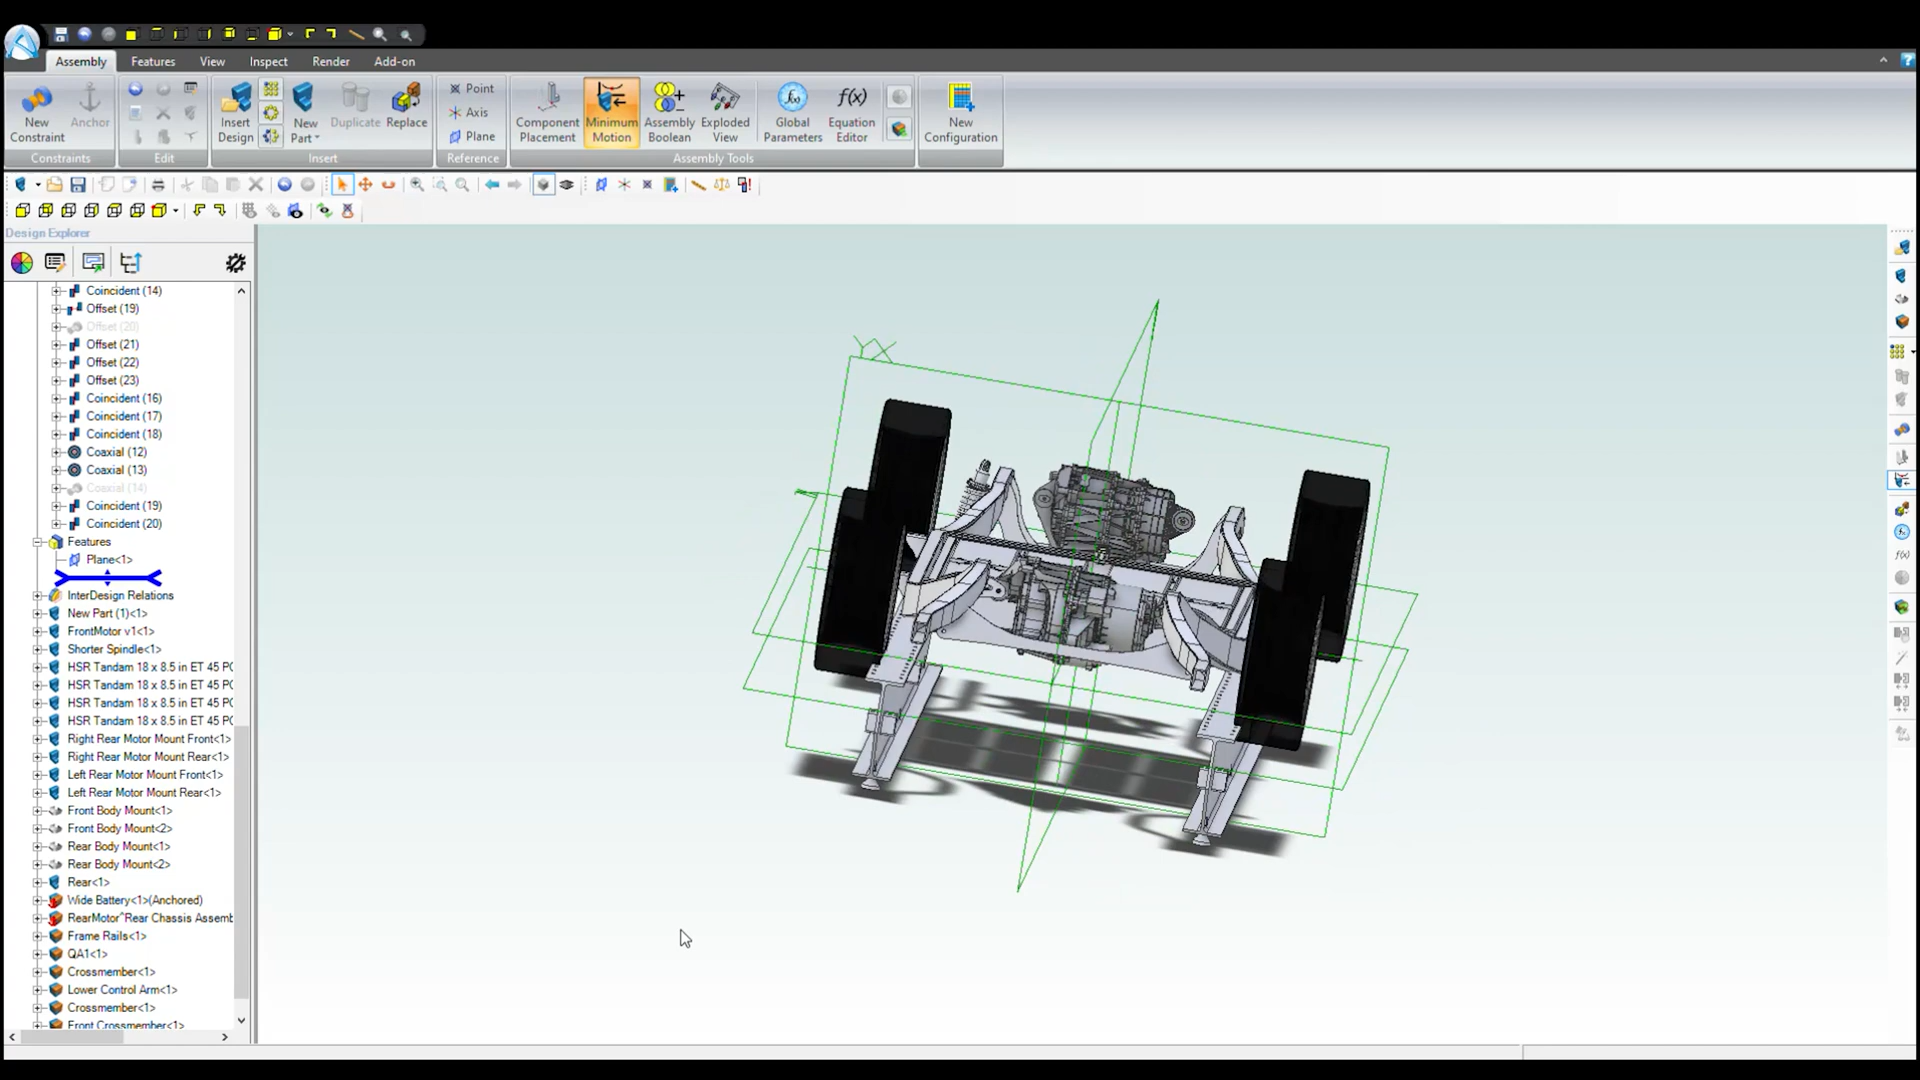 Assembly Features View Inspect Render Add-on
New Constraint
Anchor
Constraints
Edit
Insert Design
New Part
Duplicate
Replace
Insert
Point
Axis
Plane
Reference
Component Placement
Minimum Motion
Assembly Boolean
Exploded View
Global Parameters
f(x)
Equation Editor
Assembly Tools
New Configuration
Design Explorer
Coincident (14)
Offset (19)
Offset (20)
Offset (21)
Offset (22)
Offset (23)
Coincident (16)
Coincident (17)
Coincident (18)
Coaxial (12)
Coaxial (13)
Coaxial (14)
Coincident (19)
Coincident (20)
Features
Plane<1>
InterDesign Relations
New Part (1)<1>
FrontMotor v1<1>
Shorter Spindle<1>
HSR Tandam 18 x 8.5 in ET 45 PC
HSR Tandam 18 x 8.5 in ET 45 PC
HSR Tandam 18 x 8.5 in ET 45 PC
HSR Tandam 18 x 8.5 in ET 45 PC
Right Rear Motor Mount Front<1>
Right Rear Motor Mount Rear<1>
Left Rear Motor Mount Front<1>
Left Rear Motor Mount Rear<1>
Front Body Mount<1>
Front Body Mount<2>
Rear Body Mount<1>
Rear Body Mount<2>
Rear<1>
Wide Battery<1>(Anchored)
RearMotor^Rear Chassis Assemb
Frame Rails<1>
QA1<1>
Crossmember<1>
Lower Control Arm<1>
Crossmember<1>
Front Crossmember<1>